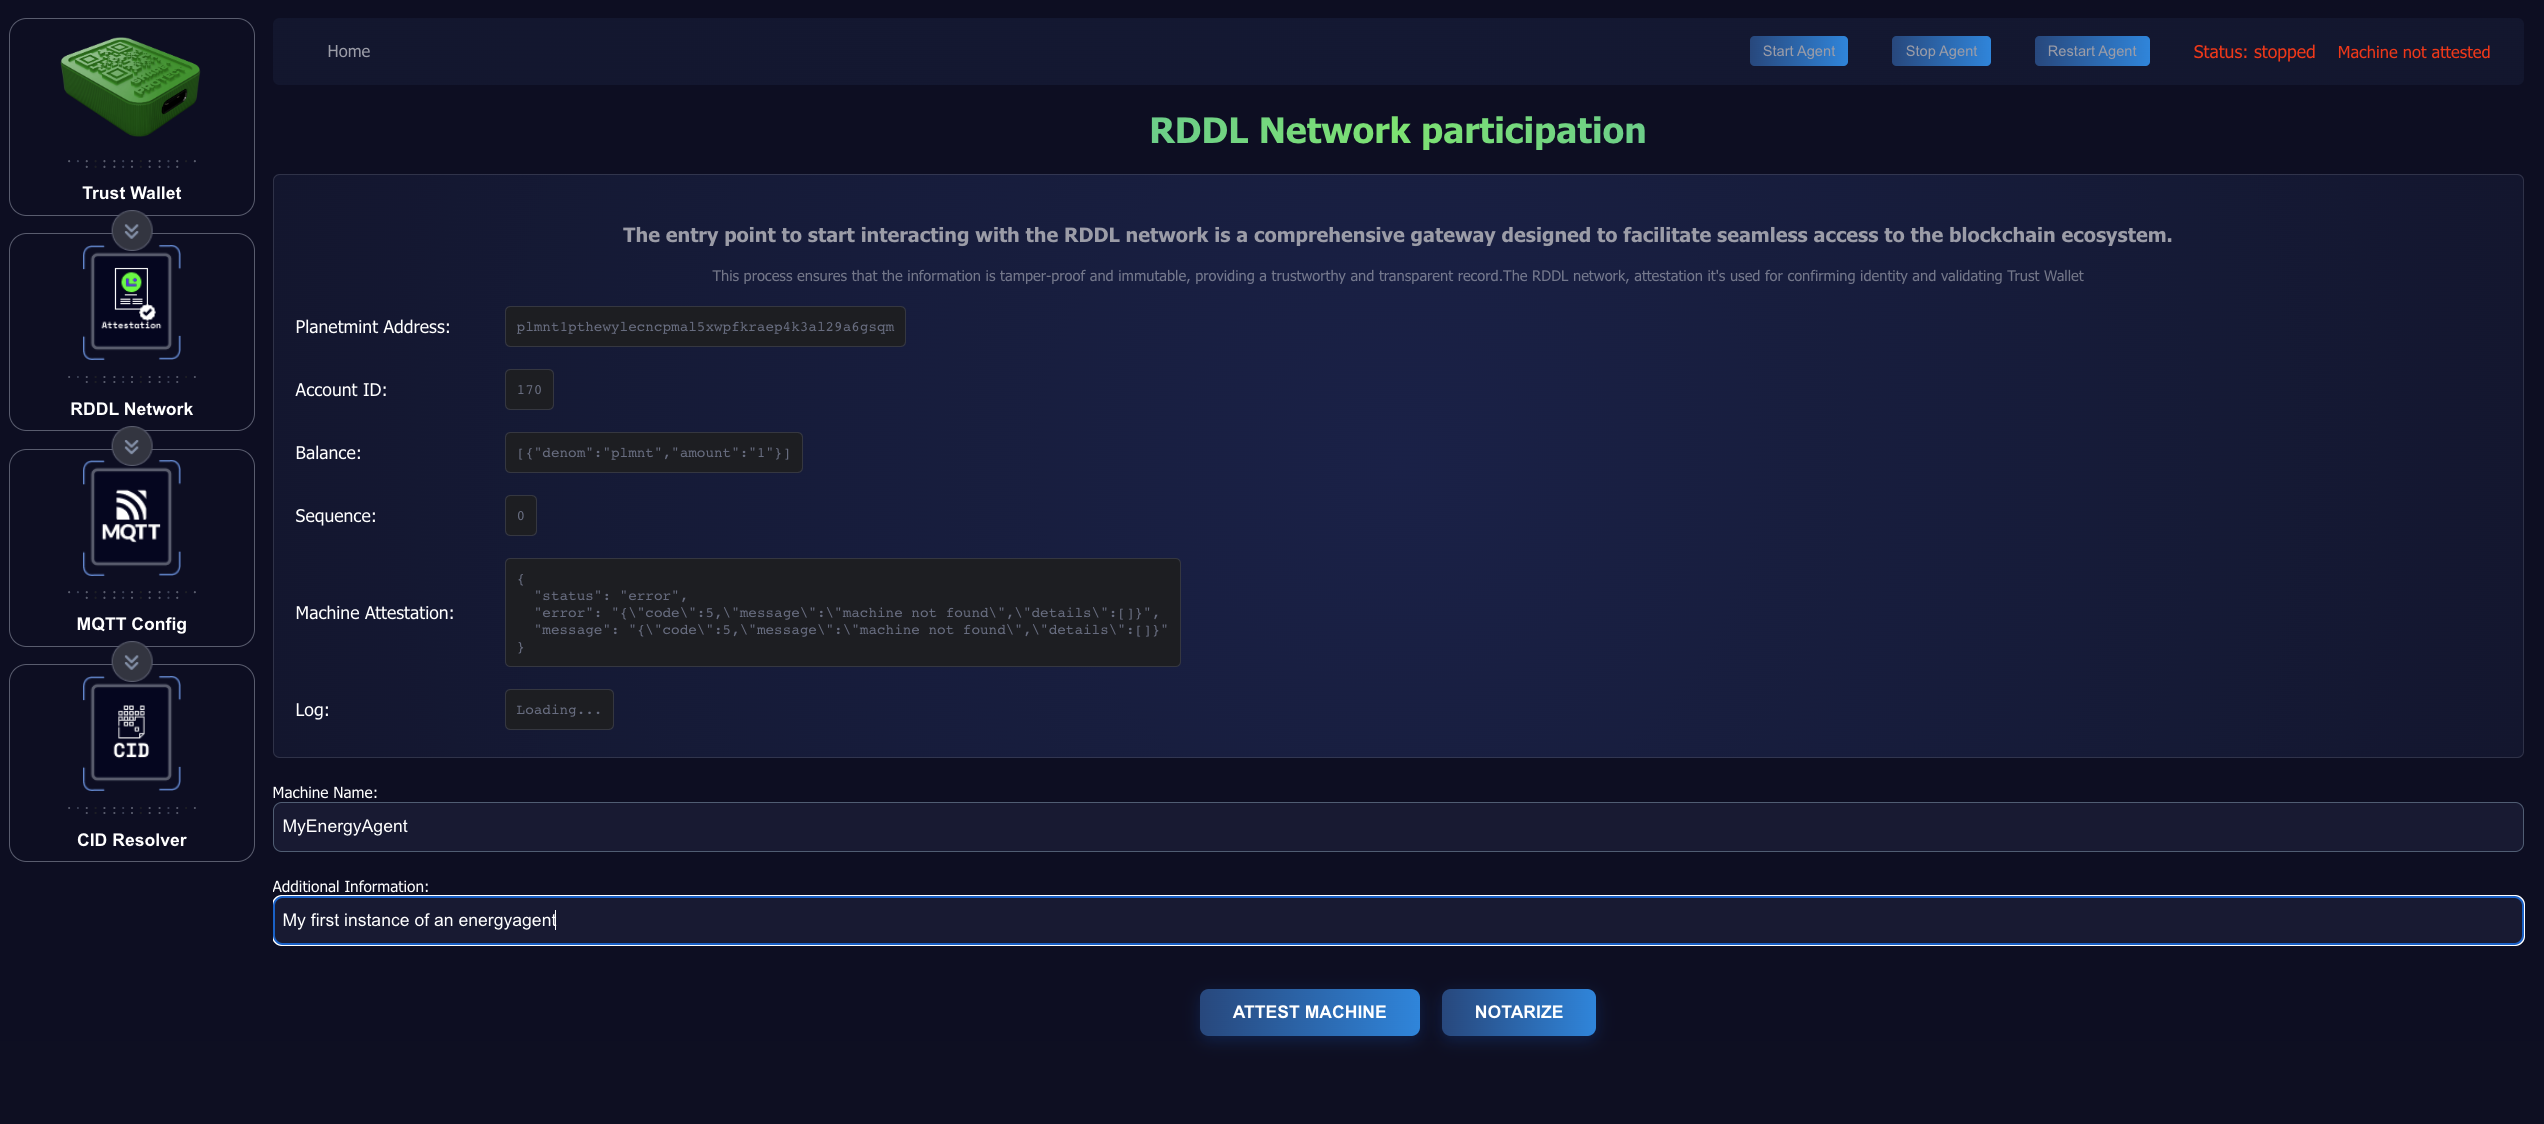 Home
Start Agent
Stop Agent
Restart Agent
Status: stopped
Machine not attested
Trust Wallet
Attestation
RDDL Network
MQTT
MQTT Config
CID
CID Resolver
RDDL Network participation
The entry point to start interacting with the RDDL network is a comprehensive gateway designed to facilitate seamless access to the blockchain ecosystem.
This process ensures that the information is tamper-proof and immutable, providing a trustworthy and transparent record.The RDDL network, attestation it's used for confirming identity and validating Trust Wallet
Planetmint Address:
plmnt1pthewylecncpmal5xwpfkraep4k3al29a6gsqm
Account ID:
170
Balance:
[{"denom":"plmnt","amount":"1"}]
Sequence:
0
Machine Attestation:
{
"status": "error",
"error": "{\"code\":5,\"message\":\"machine not found\",\"details\":[]}",
"message": "{\"code\":5,\"message\":\"machine not found\",\"details\":[]}"
}
Log:
Loading...
Machine Name:
MyEnergyAgent
Additional Information:
My first instance of an energyagent
ATTEST MACHINE
NOTARIZE